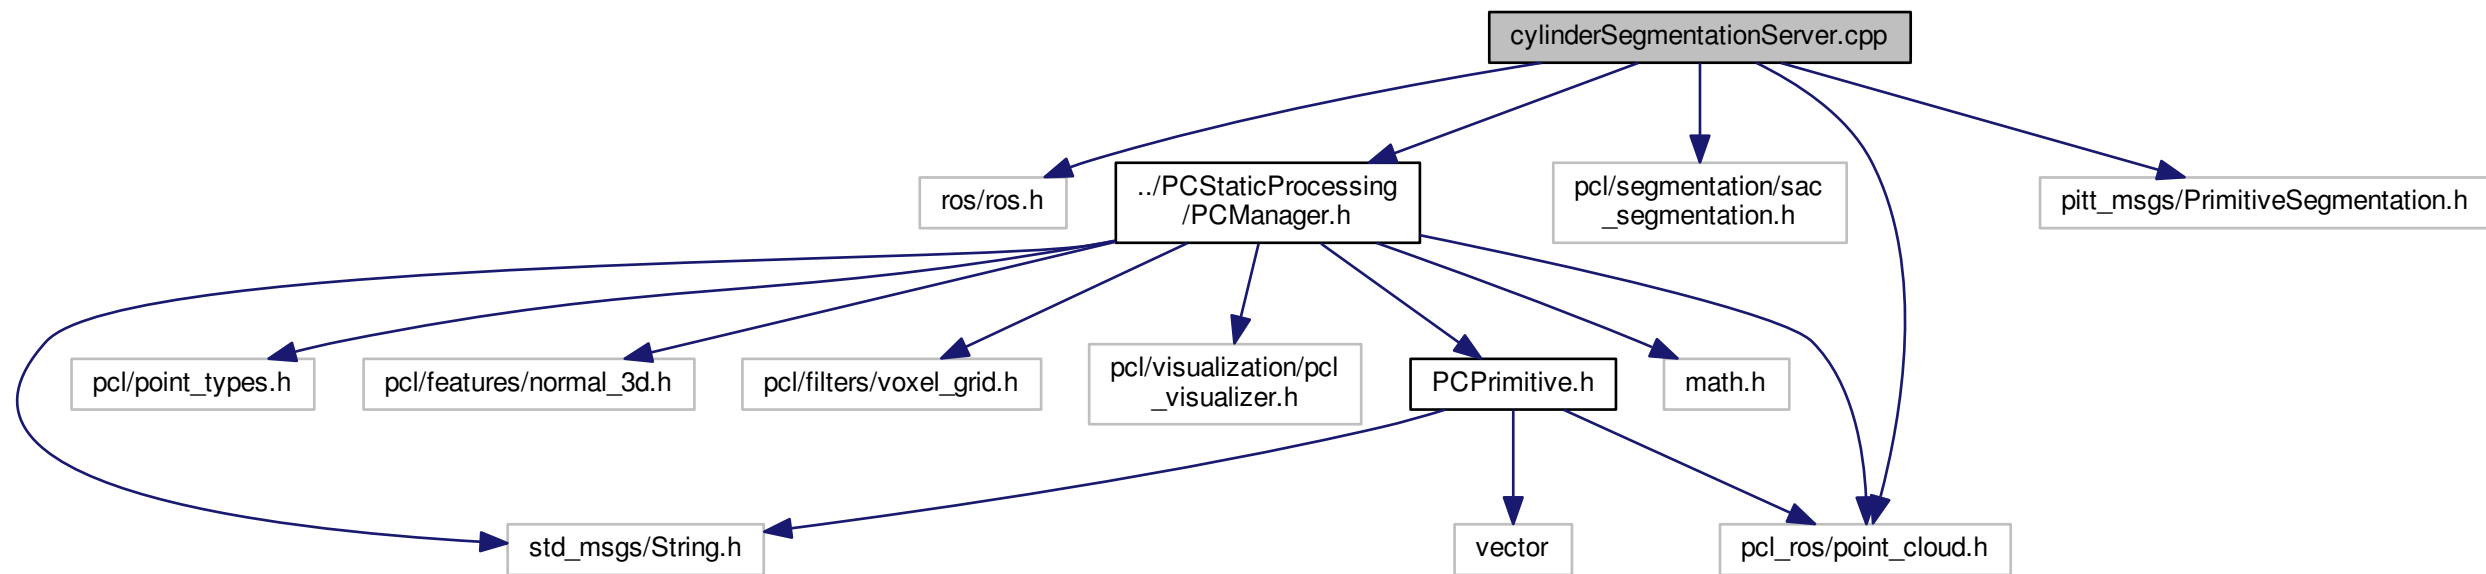 cylinderSegmentationServer.cpp
ros/ros.h
../PCStaticProcessing
/PCManager.h
pcl/segmentation/sac
_segmentation.h
pitt_msgs/PrimitiveSegmentation.h
pcl/point_types.h
pcl/features/normal_3d.h
pcl/filters/voxel_grid.h
pcl/visualization/pcl
_visualizer.h
PCPrimitive.h
math.h
std_msgs/String.h
vector
pcl_ros/point_cloud.h